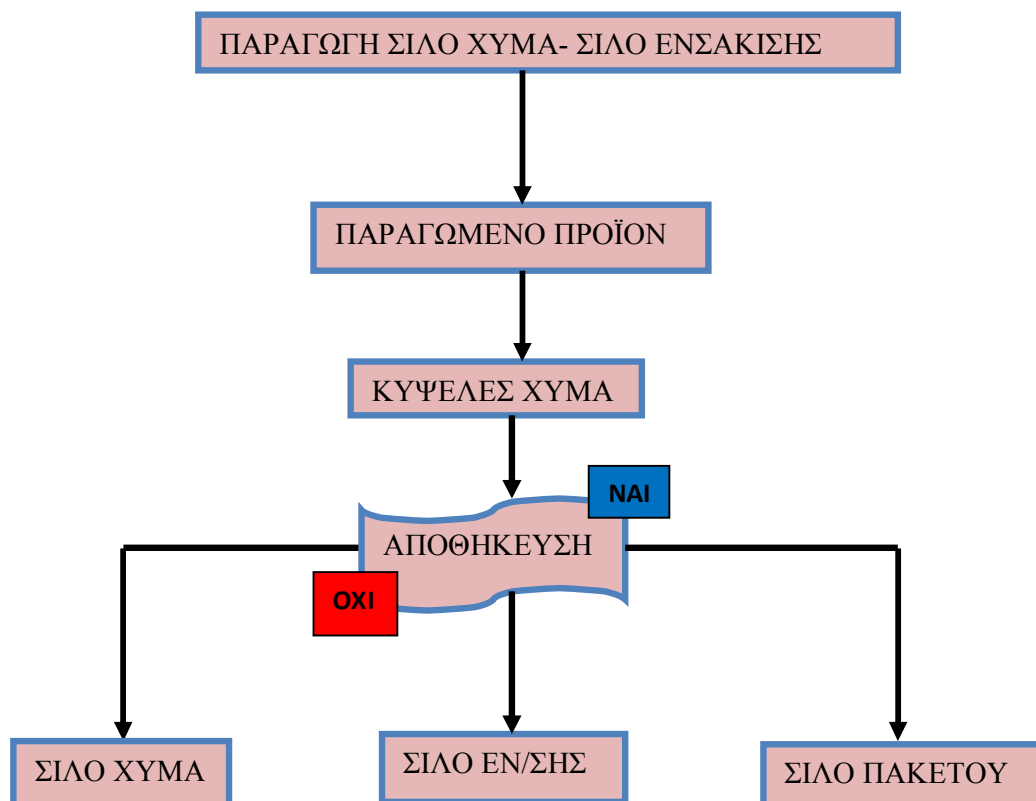 ΠΑΡΑΓΩΓΗ ΣΙΛΟ ΧΥΜΑ- ΣΙΛΟ ΕΝΣΑΚΙΣΗΣ
ΠΑΡΑΓΩΜΕΝΟ ΠΡΟΪΟΝ
ΚΥΨΕΛΕΣ ΧΥΜΑ
ΝΑΙ
ΑΠΟΘΗΚΕΥΣΗ
ΟΧΙ
ΣΙΛΟ ΧΥΜΑ
ΣΙΛΟ ΕΝ/ΣΗΣ
ΣΙΛΟ ΠΑΚΕΤΟΥ